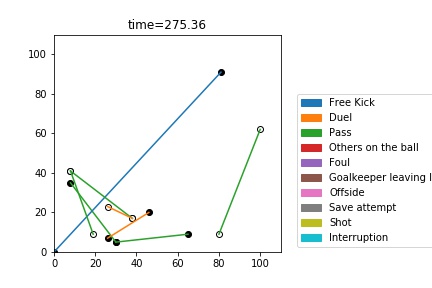 time=275.36
100
80
60
40
20
0
0 20 40 60 80 100
Free Kick
Duel
Pass
Others on the ball
Foul
Goalkeeper leaving l
Offside
Save attempt
Shot
Interruption